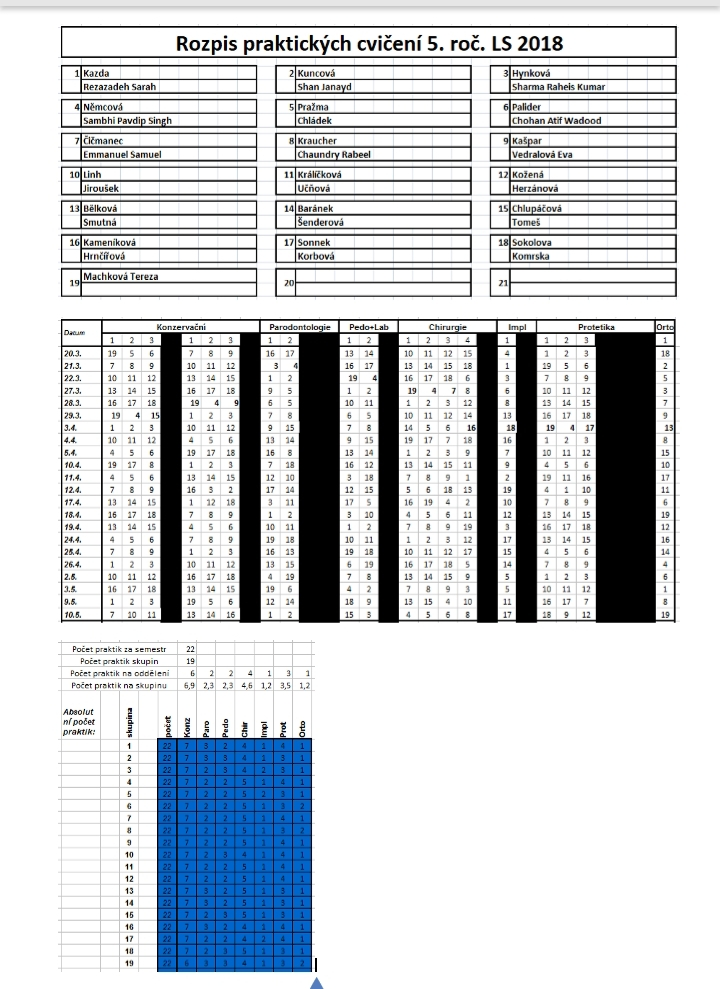 Rozpis praktických cvičení 5. roč. LS 2018
1 Kazda 2 Kuncová 3 Hynková
Rezazadeh Sarah Shan Janayd Sharma Raheis Kumar
4 Němcová 5 Pražma 6 Palider
Sambhi Pavdip Singh Chládek Chohan Atif Wadood
7 Čičmanec 8 Kraucher 9 Kašpar
Emmanuel Samuel Chaundry Rabeel Vedralová Eva
10 Linh 11 Králíčková 12 Kožená
Jiroušek Učňová Herzánová
13 Bělková 14 Baránek 15 Chlupáčová
Smutná Šenderová Tomeš
16 Kameníková 17 Sonnek 18 Sokolova
Hrnčířová Korbová Komrska
19 Machková Tereza 20 21
Datum Konzervační Parodontologie Pedo+Lab Chirurgie Impl Protetika Orto
1 2 3 1 2 3 1 2 1 2 1 2 3 4 1 1 2 3 1
20.3. 19 5 6 7 8 9 16 17 13 14 10 11 12 15 4 1 2 3 18
21.3. 7 8 9 10 11 12 3 4 16 17 13 14 15 18 1 19 5 6 2
22.3. 10 11 12 13 14 15 1 2 19 4 16 17 18 6 3 7 8 9 5
27.3. 13 14 15 16 17 18 9 5 1 2 19 4 7 8 6 10 11 12 3
28.3. 16 17 18 19 4 9 6 5 10 11 1 2 3 12 8 13 14 15 7
29.3. 19 4 15 1 2 3 7 8 6 5 10 11 12 14 13 16 17 18 9
3.4. 1 2 3 10 11 12 9 15 7 8 14 5 6 16 18 19 4 17 13
4.4. 10 11 12 4 5 6 13 14 9 15 19 17 7 18 16 1 2 3 8
5.4. 4 5 6 19 17 18 16 8 13 14 1 2 3 9 7 10 11 12 15
10.4. 19 17 8 1 2 3 7 18 16 12 13 14 15 11 9 4 5 6 10
11.4. 4 5 6 13 14 15 12 10 3 18 7 8 9 1 2 19 11 16 17
12.4. 7 8 9 16 3 2 17 14 12 15 5 6 18 13 19 4 1 10 11
17.4. 13 14 15 1 12 18 3 11 17 5 16 19 4 2 10 7 8 9 6
18.4. 16 17 18 7 8 9 1 2 3 10 4 5 6 11 12 13 14 15 19
19.4. 13 14 15 4 5 6 10 11 1 2 7 8 9 19 3 16 17 18 12
24.4. 4 5 6 7 8 9 19 18 10 11 1 2 3 12 17 13 14 15 16
25.4. 7 8 9 1 2 3 16 13 19 18 10 11 12 17 15 4 5 6 14
26.4. 1 2 3 10 11 12 13 15 6 19 16 17 18 5 14 7 8 9 4
2.5. 10 11 12 16 17 18 4 19 7 8 13 14 15 9 5 1 2 3 6
3.5. 16 17 18 13 14 15 19 6 4 2 7 8 9 3 5 10 11 12 1
9.5. 1 2 3 19 5 6 12 14 18 9 13 15 4 10 11 16 17 7 8
10.5. 7 10 11 13 14 16 1 2 15 3 4 5 6 8 17 18 9 12 19
Počet praktik za semestr 22
Počet praktik skupin 19
Počet praktik na oddělení 6 2 2 4 1 3 1
Počet praktik na skupinu 6,9 2,3 2,3 4,6 1,2 3,5 1,2
Absolut
ní počet
praktik:
skupina počet Konz Paro Pedo Chir Impl Prot Orto
1 22 7 3 2 4 1 4 1
2 22 7 3 3 4 1 3 1
3 22 7 2 3 4 2 3 1
4 22 7 2 2 5 1 4 1
5 22 7 2 2 5 2 3 1
6 22 7 2 2 5 1 3 2
7 22 7 2 2 5 1 4 1
8 22 7 2 2 5 1 3 2
9 22 7 2 2 5 1 4 1
10 22 7 2 3 4 1 4 1
11 22 7 2 2 5 1 4 1
12 22 7 2 2 5 1 4 1
13 22 7 3 2 5 1 3 1
14 22 7 3 2 5 1 3 1
15 22 7 2 3 5 1 3 1
16 22 7 3 2 4 1 4 1
17 22 7 2 2 4 2 4 1
18 22 7 2 3 5 1 3 1
19 22 6 3 3 4 1 3 2